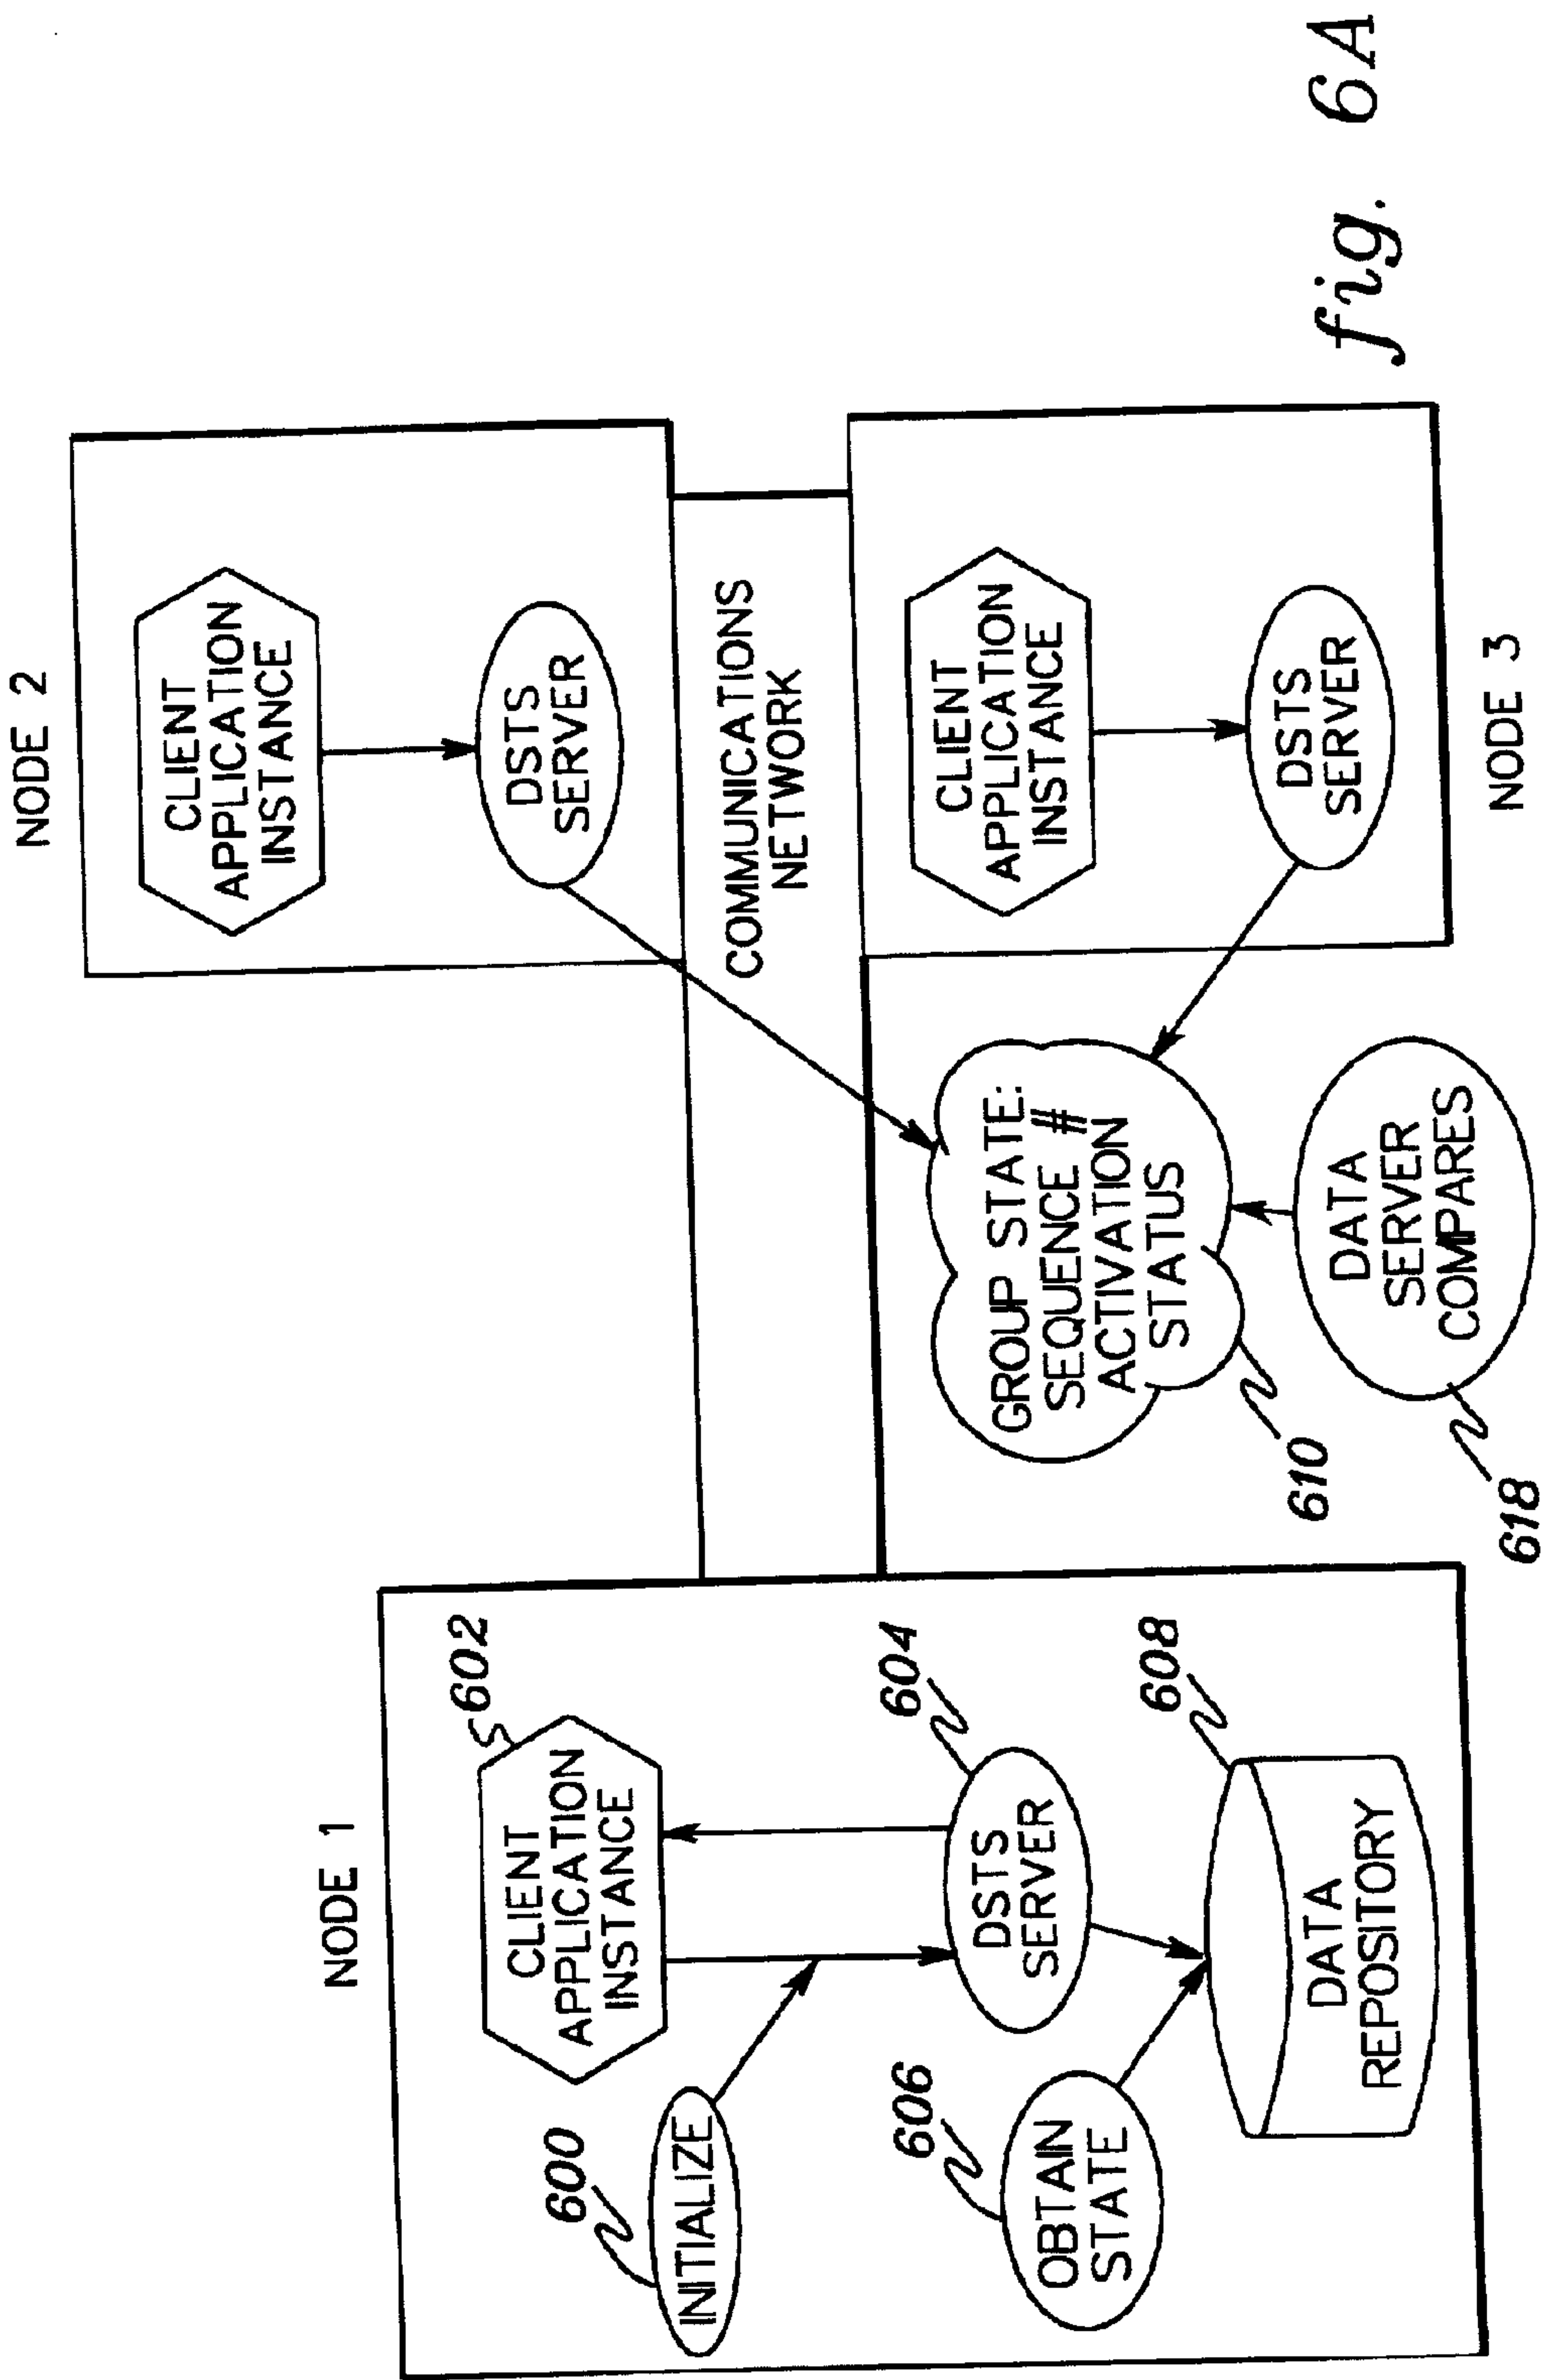 NODE 1
602
CLIENT
APPLICATION
INSTANCE
600
INITIALIZE
604
DSTS
SERVER
606
OBTAIN
STATE
608
DATA
REPOSITORY
NODE 2
CLIENT
APPLICATION
INSTANCE
DSTS
SERVER
COMMUNICATIONS
NETWORK
CLIENT
APPLICATION
INSTANCE
DSTS
SERVER
NODE 3
GROUP STATE:
SEQUENCE #
ACTIVATION
STATUS
610
DATA
SERVER
COMPARES
618
fig. 6A